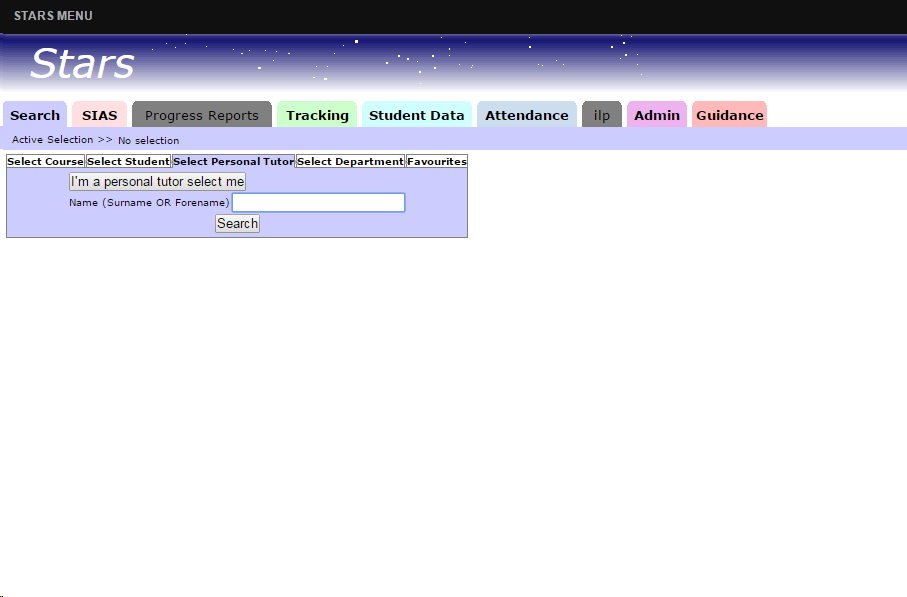 STARS MENU
Stars
Search SIAS Progress Reports Tracking Student Data Attendance ilp Admin Guidance
Active Selection >> No selection
Select Course Select Student Select Personal Tutor Select Department Favourites
I'm a personal tutor select me
Name (Surname OR Forename)
Search